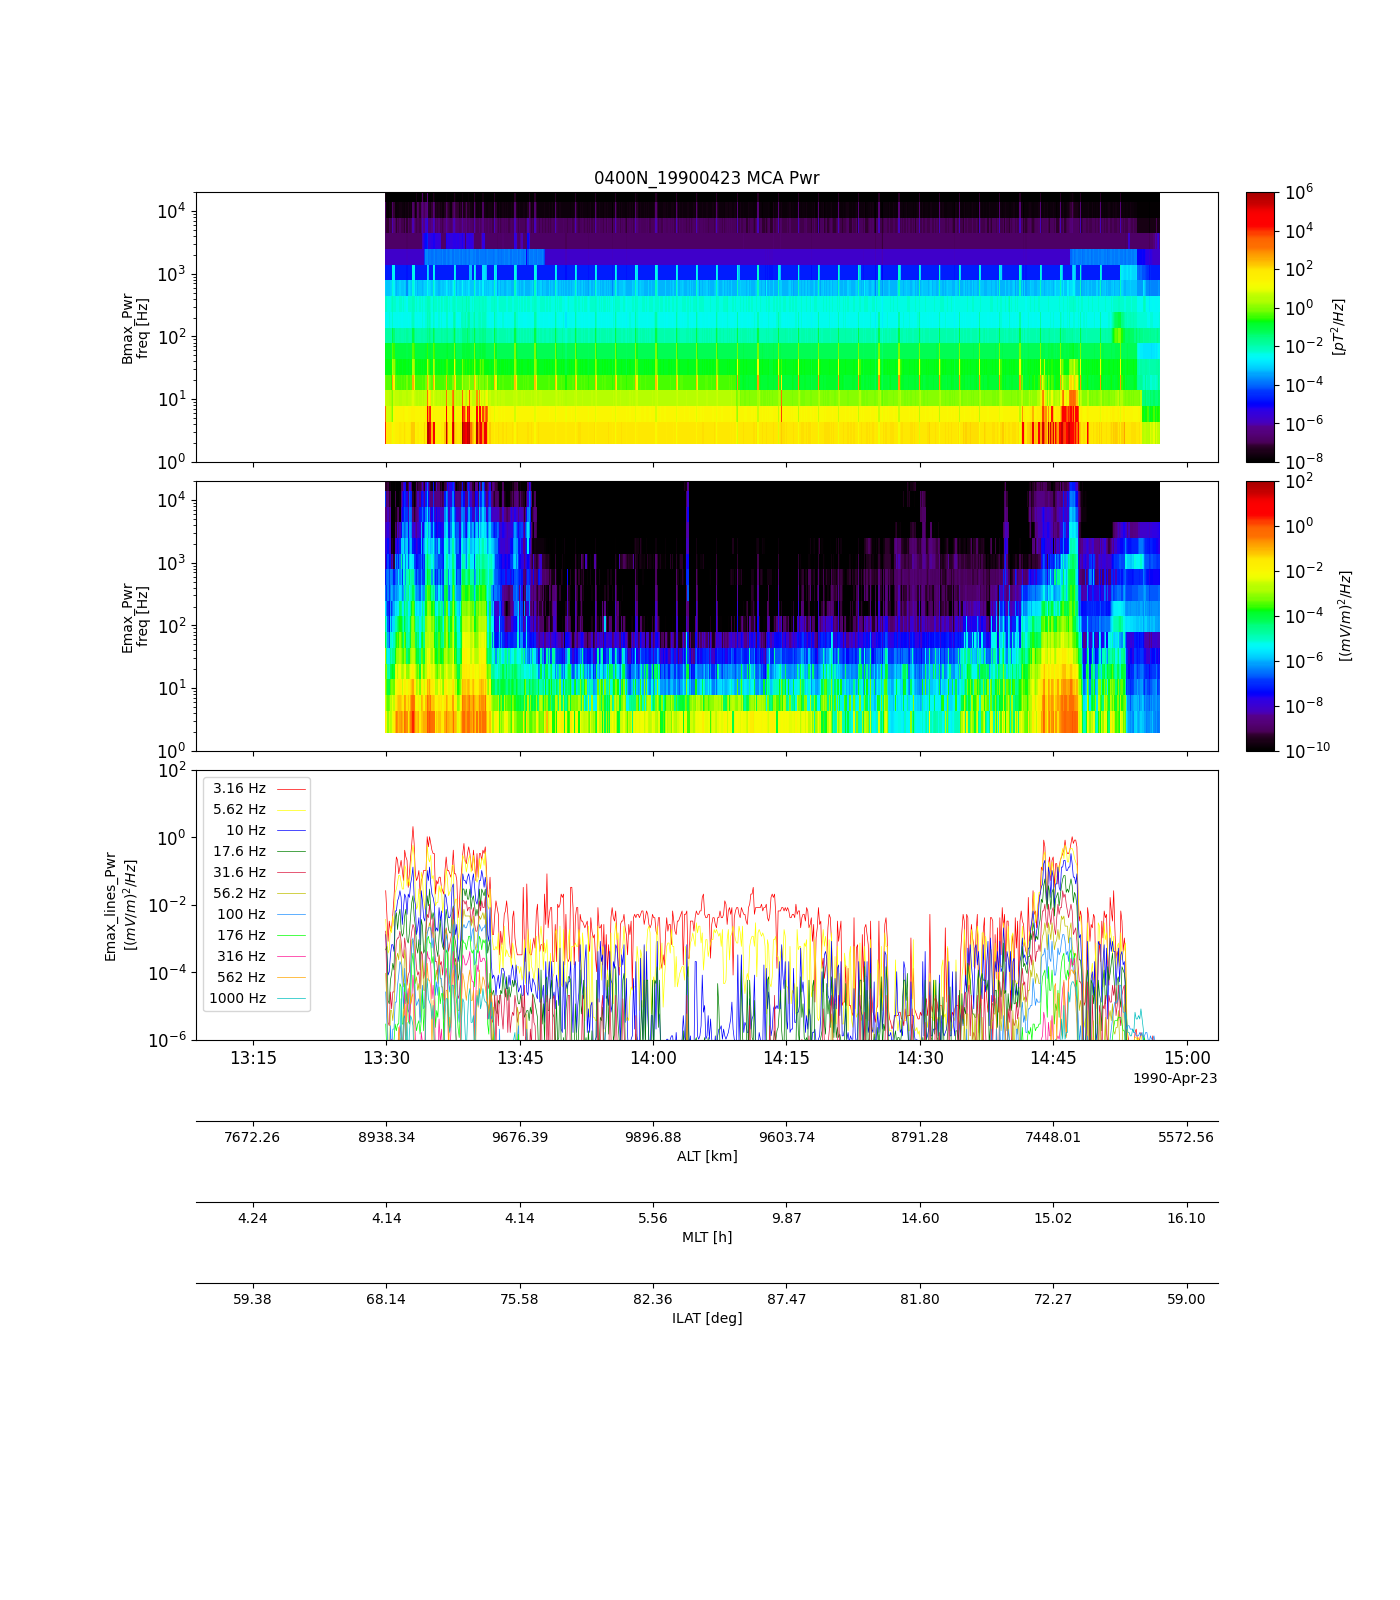 0400N_19900423 MCA Pwr
Bmax_Pwr
freq [Hz]
10^4
10^3
10^2
10^1
10^0
10^6
10^4
10^2
10^0
10^-2
10^-4
10^-6
10^-8
[pT^2/Hz]
Emax_Pwr
freq [Hz]
10^4
10^3
10^2
10^1
10^0
10^2
10^0
10^-2
10^-4
10^-6
10^-8
10^-10
[(mV/m)^2/Hz]
Emax_lines_Pwr
[(mV/m)^2/Hz]
10^2
10^0
10^-2
10^-4
10^-6
3.16 Hz
5.62 Hz
10 Hz
17.6 Hz
31.6 Hz
56.2 Hz
100 Hz
176 Hz
316 Hz
562 Hz
1000 Hz
13:15 13:30 13:45 14:00 14:15 14:30 14:45 15:00
1990-Apr-23
7672.26 8938.34 9676.39 9896.88 9603.74 8791.28 7448.01 5572.56
ALT [km]
4.24 4.14 4.14 5.56 9.87 14.60 15.02 16.10
MLT [h]
59.38 68.14 75.58 82.36 87.47 81.80 72.27 59.00
ILAT [deg]